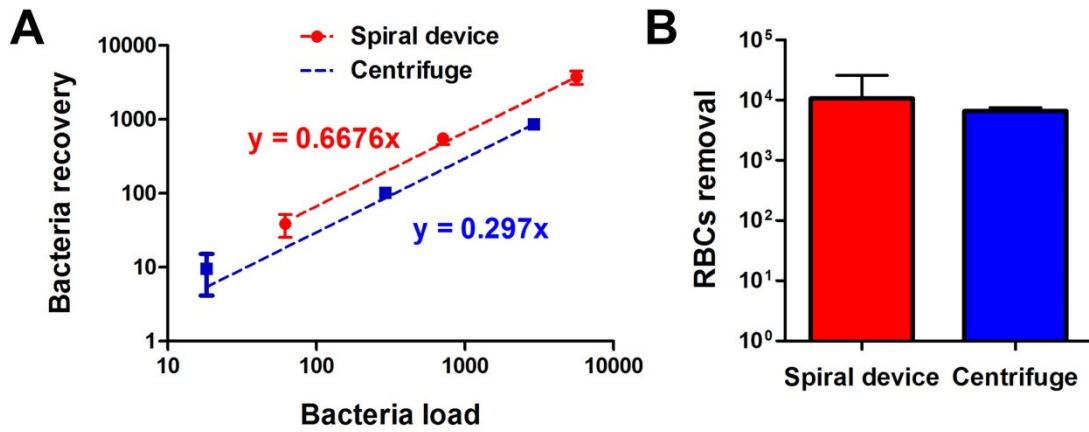 A
Bacteria recovery
10000
1000
100
10
1
Spiral device
Centrifuge
y = 0.6676x
y = 0.297x
10
100
1000
10000
Bacteria load
B
RBCs removal
10⁵
10⁴
10³
10²
10¹
10⁰
Spiral device
Centrifuge